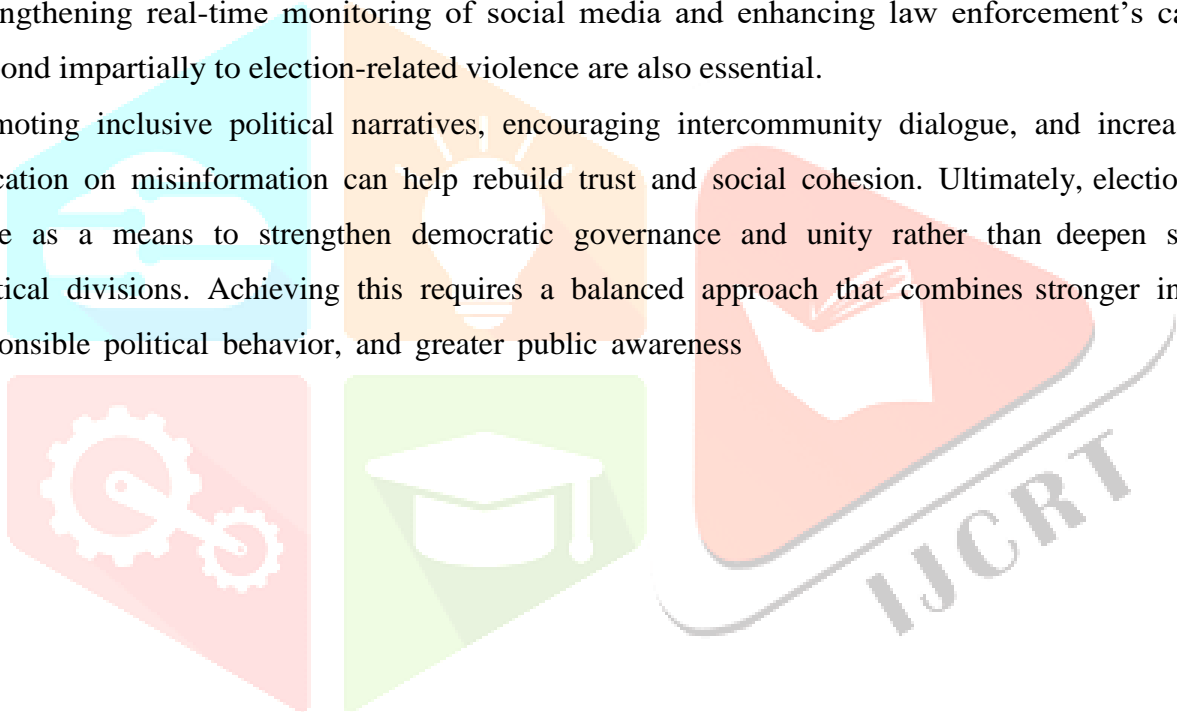 engthening real-time monitoring of social media and enhancing law enforcement’s ca
ond impartially to election-related violence are also essential.
moting inclusive political narratives, encouraging intercommunity dialogue, and increa
cation on misinformation can help rebuild trust and social cohesion. Ultimately, electio
e as a means to strengthen democratic governance and unity rather than deepen s
tical divisions. Achieving this requires a balanced approach that combines stronger in
onsible political behavior, and greater public awareness
IJCRT